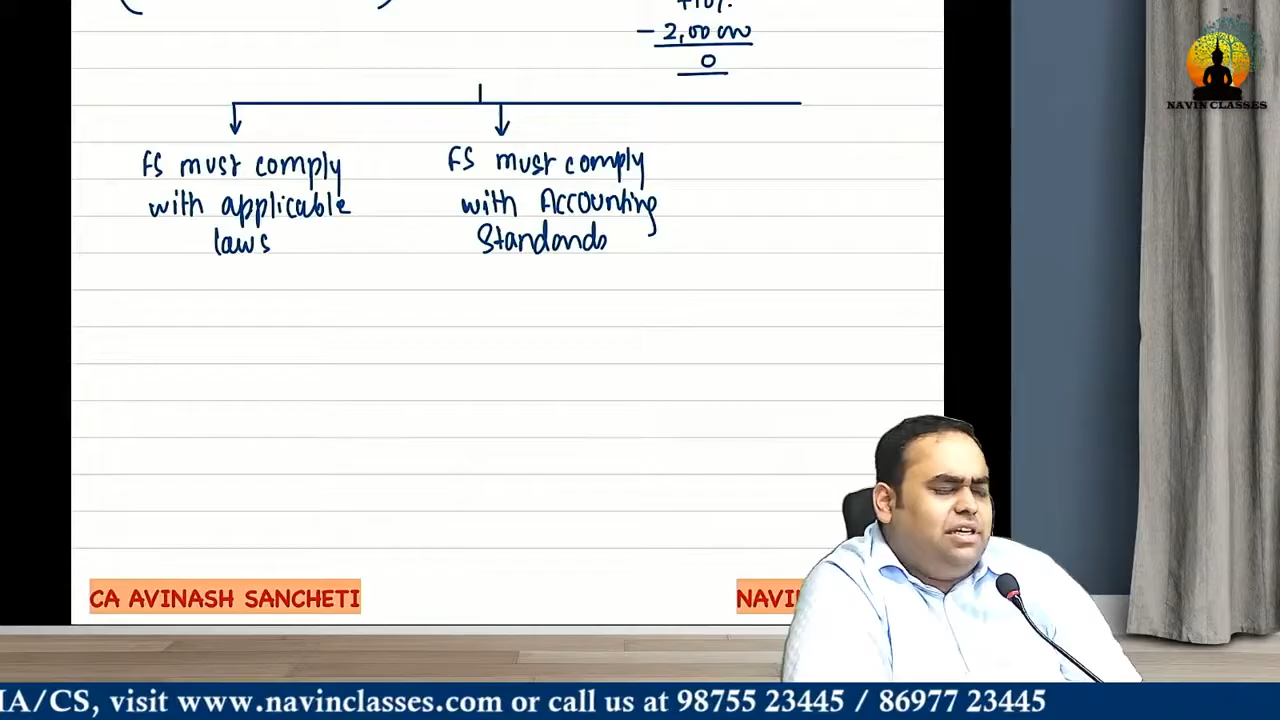 +10%
- 2,00 000
0
FS must comply
with applicable
laws
FS must comply
with Accounting
Standards
NAVIN CLASSES
CA AVINASH SANCHETI
NAVI
IA/CS, visit www.navinclasses.com or call us at 98755 23445 / 86977 23445